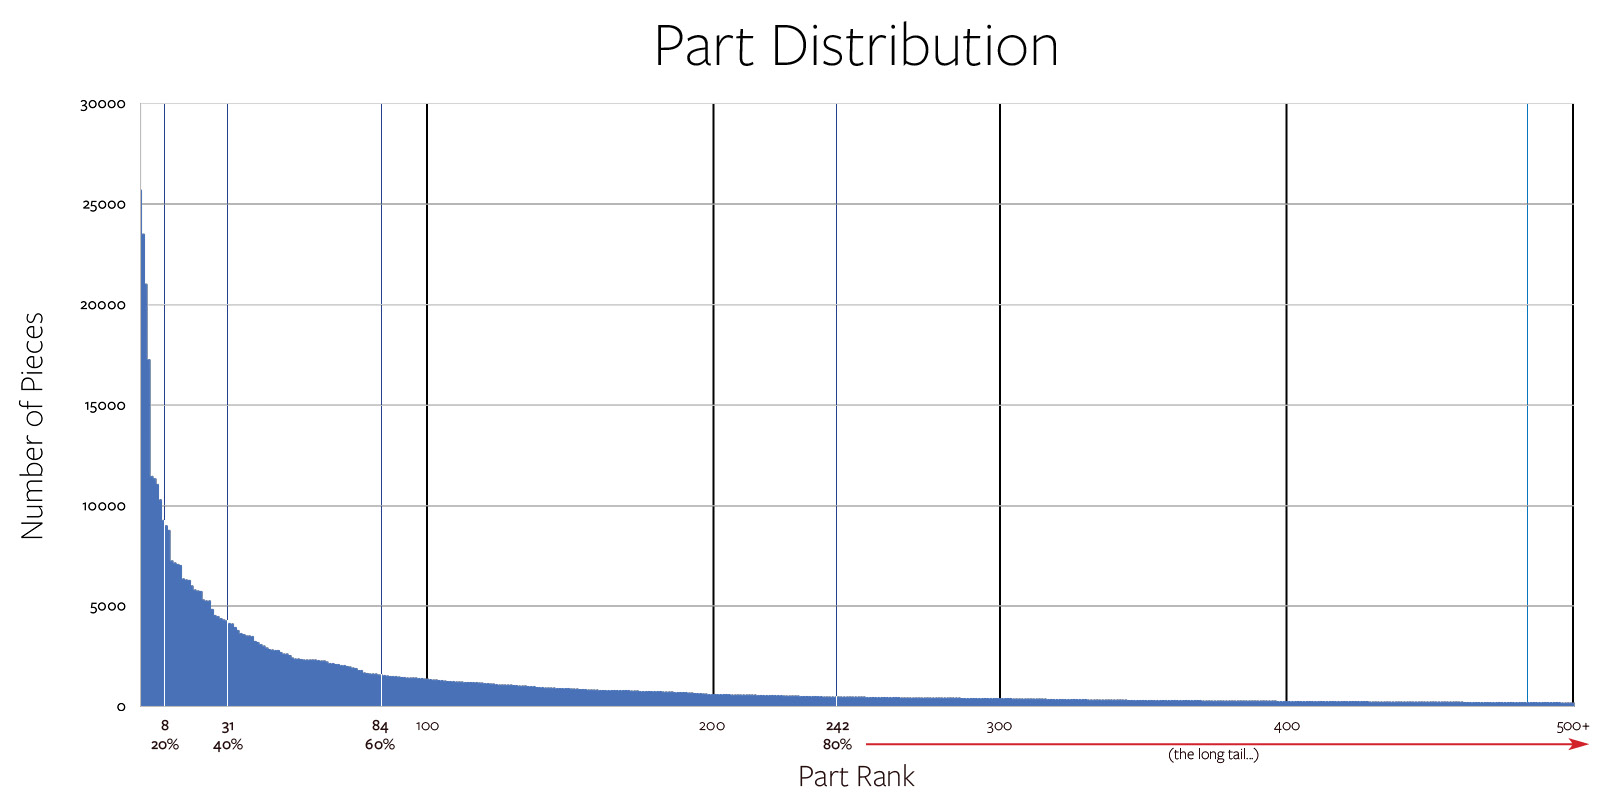 Part Distribution
30000
25000
20000
15000
10000
5000
0
Number of Pieces
8 31 84 100 200 242 300 400 500+
20% 40% 60% 80%
(the long tail...)
Part Rank